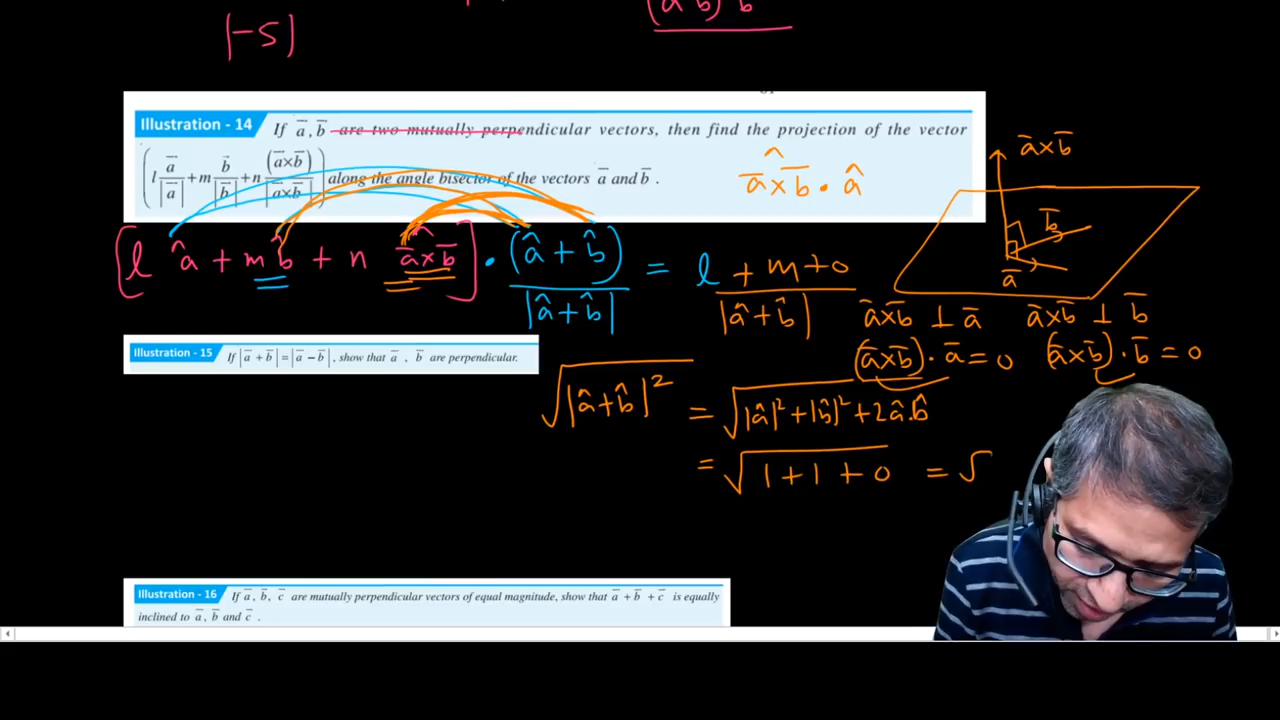 (a b) b
|-5|
Illustration - 14 If a̅, b̅ are two mutually perpendicular vectors, then find the projection of the vector
( l a̅/|a̅| + m b̅/|b̅| + n (a̅×b̅)/|a̅×b̅| ) along the angle bisector of the vectors a̅ and b̅.
a̅×b̅^ · â
a̅×b̅
b̅
a̅
[l â + m b̂ + n a̅×b̅^] · (â + b̂)/|â + b̂| = l + m + 0/|â + b̂|
a̅×b̅ ⊥ a̅ a̅×b̅ ⊥ b̅
(a̅×b̅) · a̅ = 0 (a̅×b̅) · b̅ = 0
Illustration - 15 If |a̅ + b̅| = |a̅ − b̅|, show that a̅, b̅ are perpendicular.
√|â+b̂|² = √|â|² + |b̂|² + 2â.b̂
= √1 + 1 + 0 = √
Illustration - 16 If a̅, b̅, c̅ are mutually perpendicular vectors of equal magnitude, show that a̅ + b̅ + c̅ is equally
inclined to a̅, b̅ and c̅.